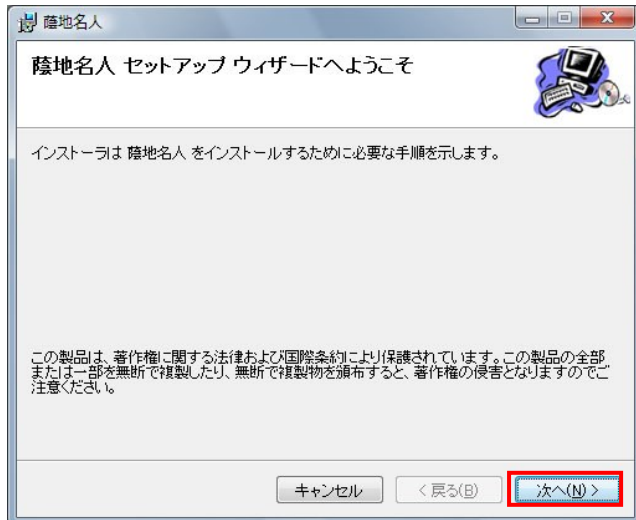 蔭地名人
蔭地名人 セットアップ ウィザードへようこそ
インストーラは 蔭地名人 をインストールするために必要な手順を示します。
この製品は、著作権に関する法律および国際条約により保護されています。この製品の全部
または一部を無断で複製したり、無断で複製物を頒布すると、著作権の侵害となりますのでご
注意ください。
キャンセル
< 戻る(B)
次へ(N) >